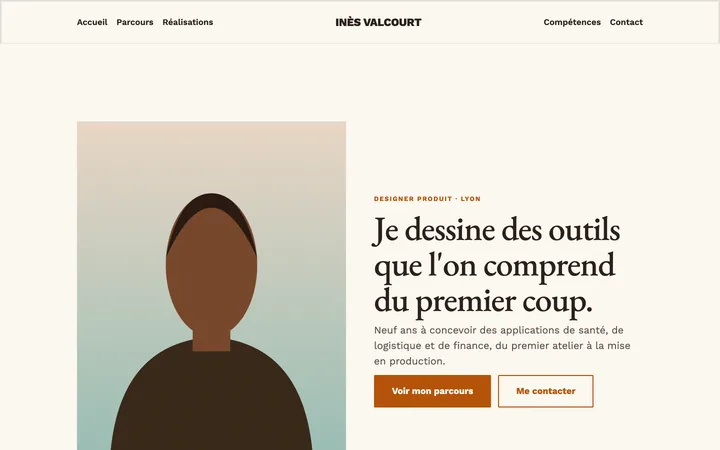 Accueil Parcours Réalisations INÈS VALCOURT Compétences Contact
DESIGNER PRODUIT · LYON
Je dessine des outils
que l'on comprend
du premier coup.
Neuf ans à concevoir des applications de santé, de
logistique et de finance, du premier atelier à la mise
en production.
Voir mon parcours Me contacter